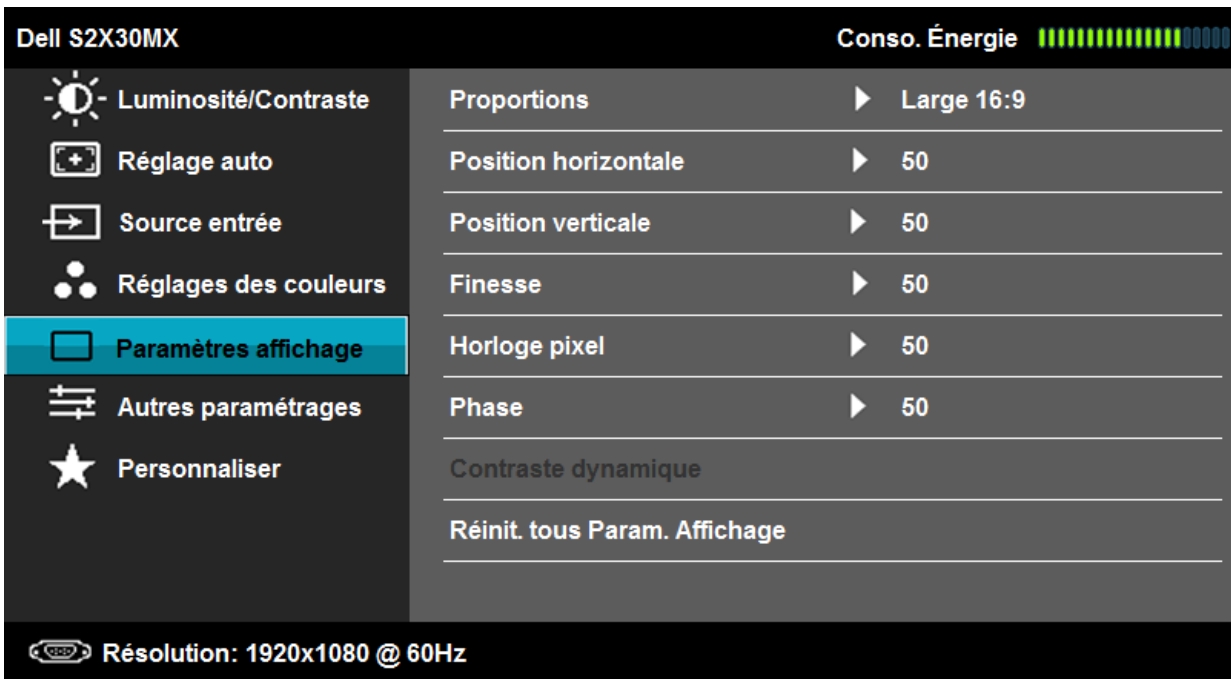 Dell S2X30MX Conso. Énergie
Luminosité/Contraste Proportions Large 16:9
Réglage auto Position horizontale 50
Source entrée Position verticale 50
Réglages des couleurs Finesse 50
Paramètres affichage Horloge pixel 50
Autres paramétrages Phase 50
Personnaliser Contraste dynamique
Réinit. tous Param. Affichage
Résolution: 1920x1080 @ 60Hz